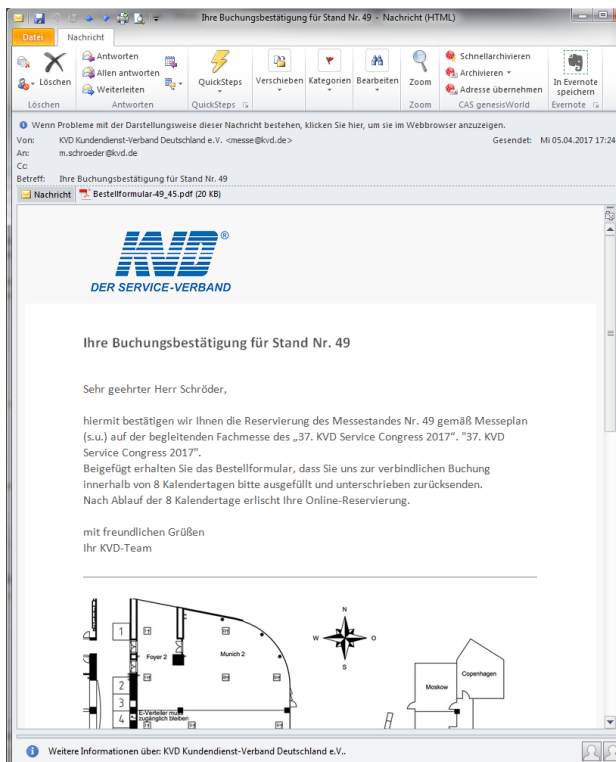 Ihre Buchungsbestätigung für Stand Nr. 49 - Nachricht (HTML)
Datei Nachricht
Löschen
Antworten
Allen antworten
Weiterleiten
QuickSteps
Verschieben
Kategorien
Bearbeiten
Zoom
Schnellarchivieren
Archivieren
Adresse übernehmen
In Evernote
speichern
Löschen Antworten QuickSteps Zoom CAS genesisWorld Evernote
Wenn Probleme mit der Darstellungsweise dieser Nachricht bestehen, klicken Sie hier, um sie im Webbrowser anzuzeigen.
Von: KVD Kundendienst-Verband Deutschland e.V. <messe@kvd.de> Gesendet: Mi 05.04.2017 17:24
An: m.schroeder@kvd.de
Cc:
Betreff: Ihre Buchungsbestätigung für Stand Nr. 49
Nachricht Bestellformular-49_45.pdf (20 KB)
KVD®
DER SERVICE-VERBAND
Ihre Buchungsbestätigung für Stand Nr. 49
Sehr geehrter Herr Schröder,
hiermit bestätigen wir Ihnen die Reservierung des Messestandes Nr. 49 gemäß Messeplan
(s.u.) auf der begleitenden Fachmesse des „37. KVD Service Congress 2017“. "37. KVD
Service Congress 2017".
Beigefügt erhalten Sie das Bestellformular, dass Sie uns zur verbindlichen Buchung
innerhalb von 8 Kalendertagen bitte ausgefüllt und unterschrieben zurücksenden.
Nach Ablauf der 8 Kalendertage erlischt Ihre Online-Reservierung.
mit freundlichen Grüßen
Ihr KVD-Team
N
W O
S
1
Foyer 2
Munich 2
2
3
4
E-Verteiler muss
zugänglich bleiben
Moskow
Copenhagen
Weitere Informationen über: KVD Kundendienst-Verband Deutschland e.V..